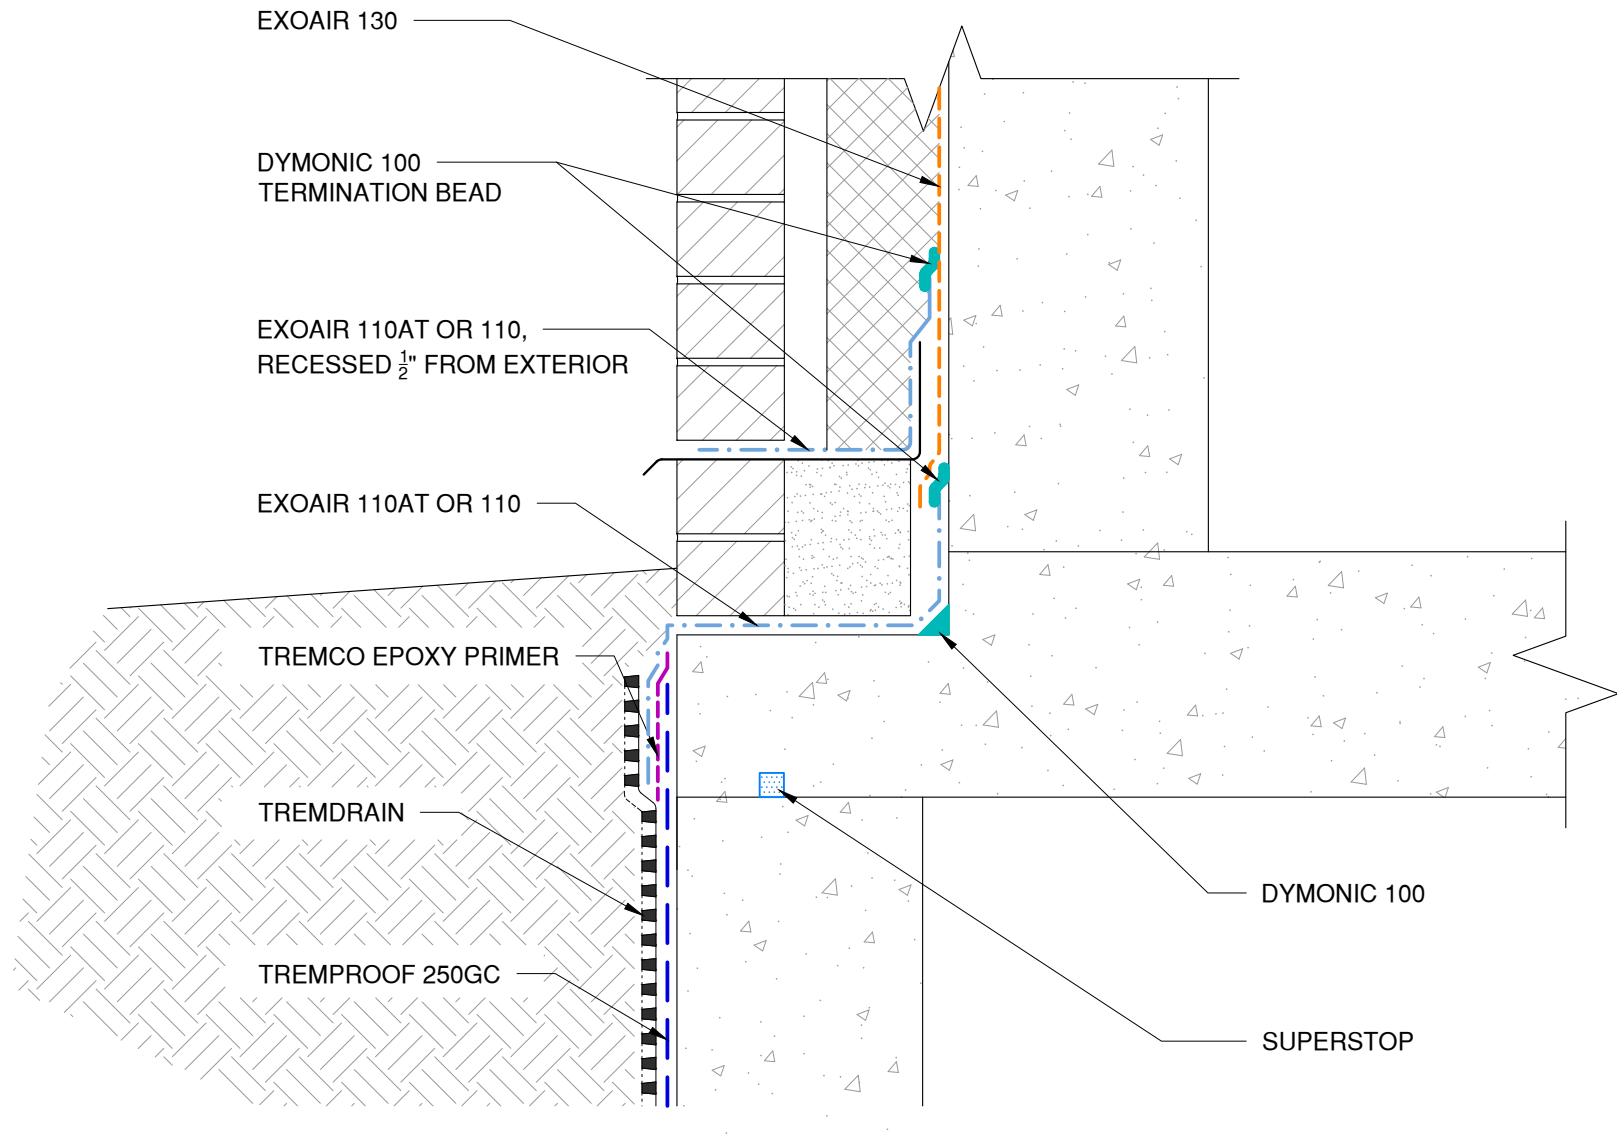 EXOAIR 130
DYMONIC 100
TERMINATION BEAD
EXOAIR 110AT OR 110,
RECESSED 1/2" FROM EXTERIOR
EXOAIR 110AT OR 110
TREMCO EPOXY PRIMER
TREMDRAIN
TREMPROOF 250GC
DYMONIC 100
SUPERSTOP